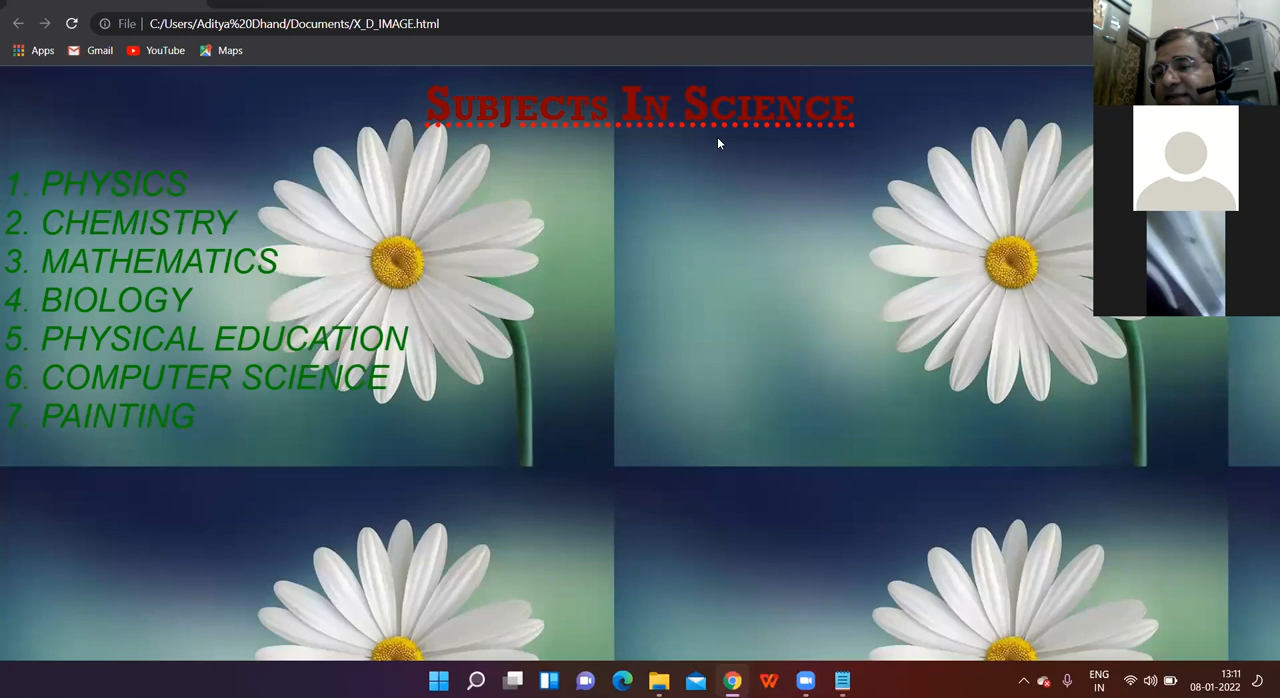 File | C:/Users/Aditya%20Dhand/Documents/X_D_IMAGE.html
Apps Gmail YouTube Maps
Subjects In Science
1. PHYSICS
2. CHEMISTRY
3. MATHEMATICS
4. BIOLOGY
5. PHYSICAL EDUCATION
6. COMPUTER SCIENCE
7. PAINTING
ENG
IN
13:11
08-01-2022